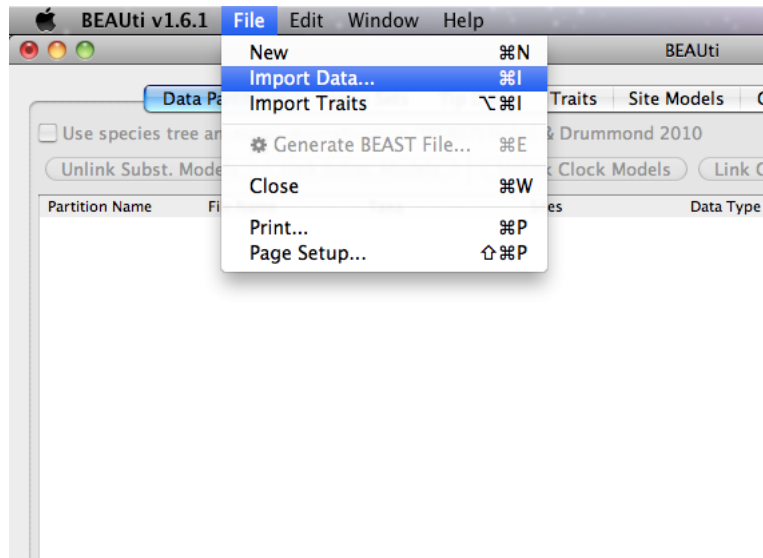 BEAUti v1.6.1 File Edit Window Help
BEAUti
New ⌘N
Import Data... ⌘I
Import Traits ⌥⌘I
Generate BEAST File... ⌘E
Close ⌘W
Print... ⌘P
Page Setup... ⇧⌘P
Data Pa Traits Site Models
Use species tree an & Drummond 2010
Unlink Subst. Mode Clock Models Link
Partition Name Fi es Data Type